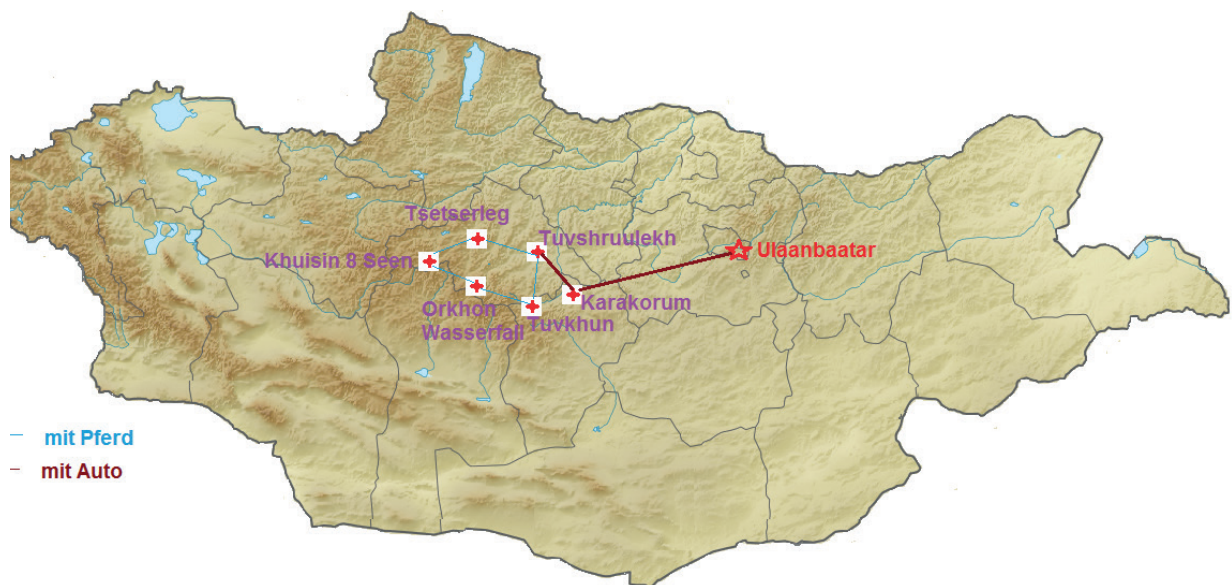 Tsetserleg
Tuvshruulekh
Ulaanbaatar
Khuisin 8 Seen
Karakorum
Orkhon
Wasserfall
Tuvkhun
mit Pferd
mit Auto